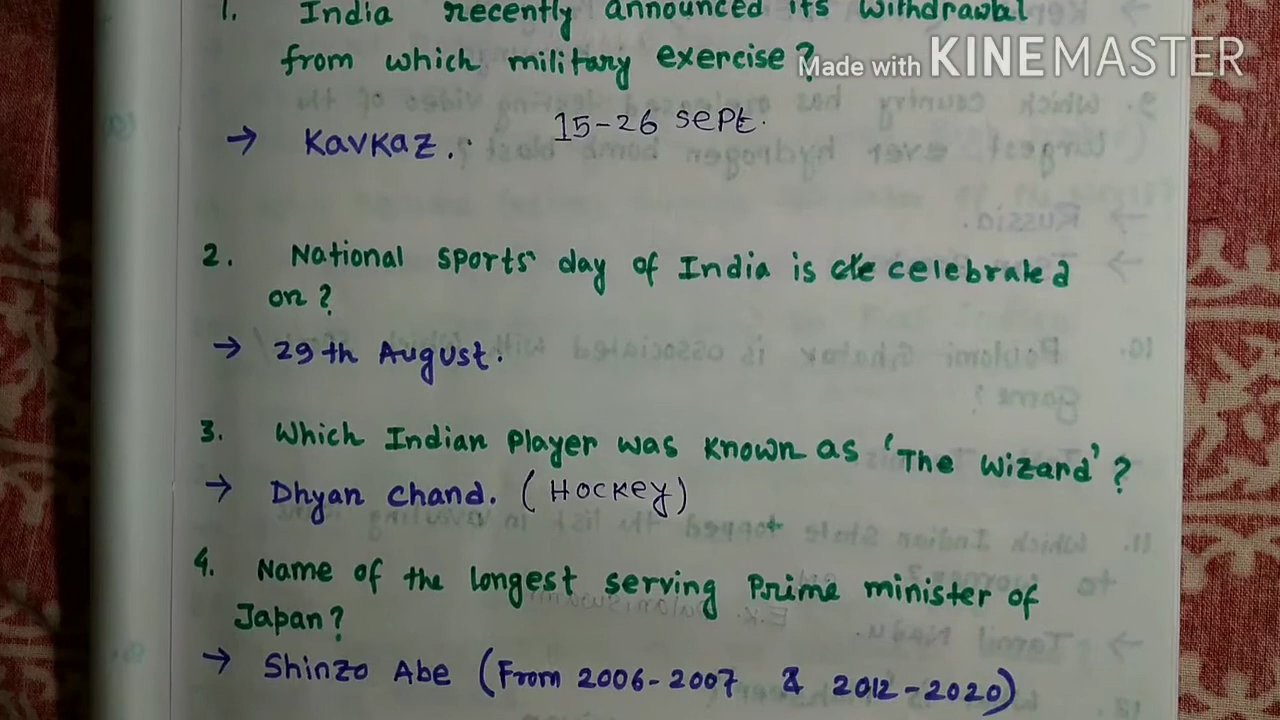 1. India recently announced its withdrawal
from which military exercise?
Made with KINEMASTER
→ Kavkaz. 15-26 sept.
2. National sports day of India is cle celebrated
on?
→ 29th August.
3. Which Indian Player was known as 'The Wizard'?
→ Dhyan Chand. (Hockey)
4. Name of the longest serving Prime minister of
Japan?
→ Shinzo Abe (From 2006-2007 & 2012-2020)